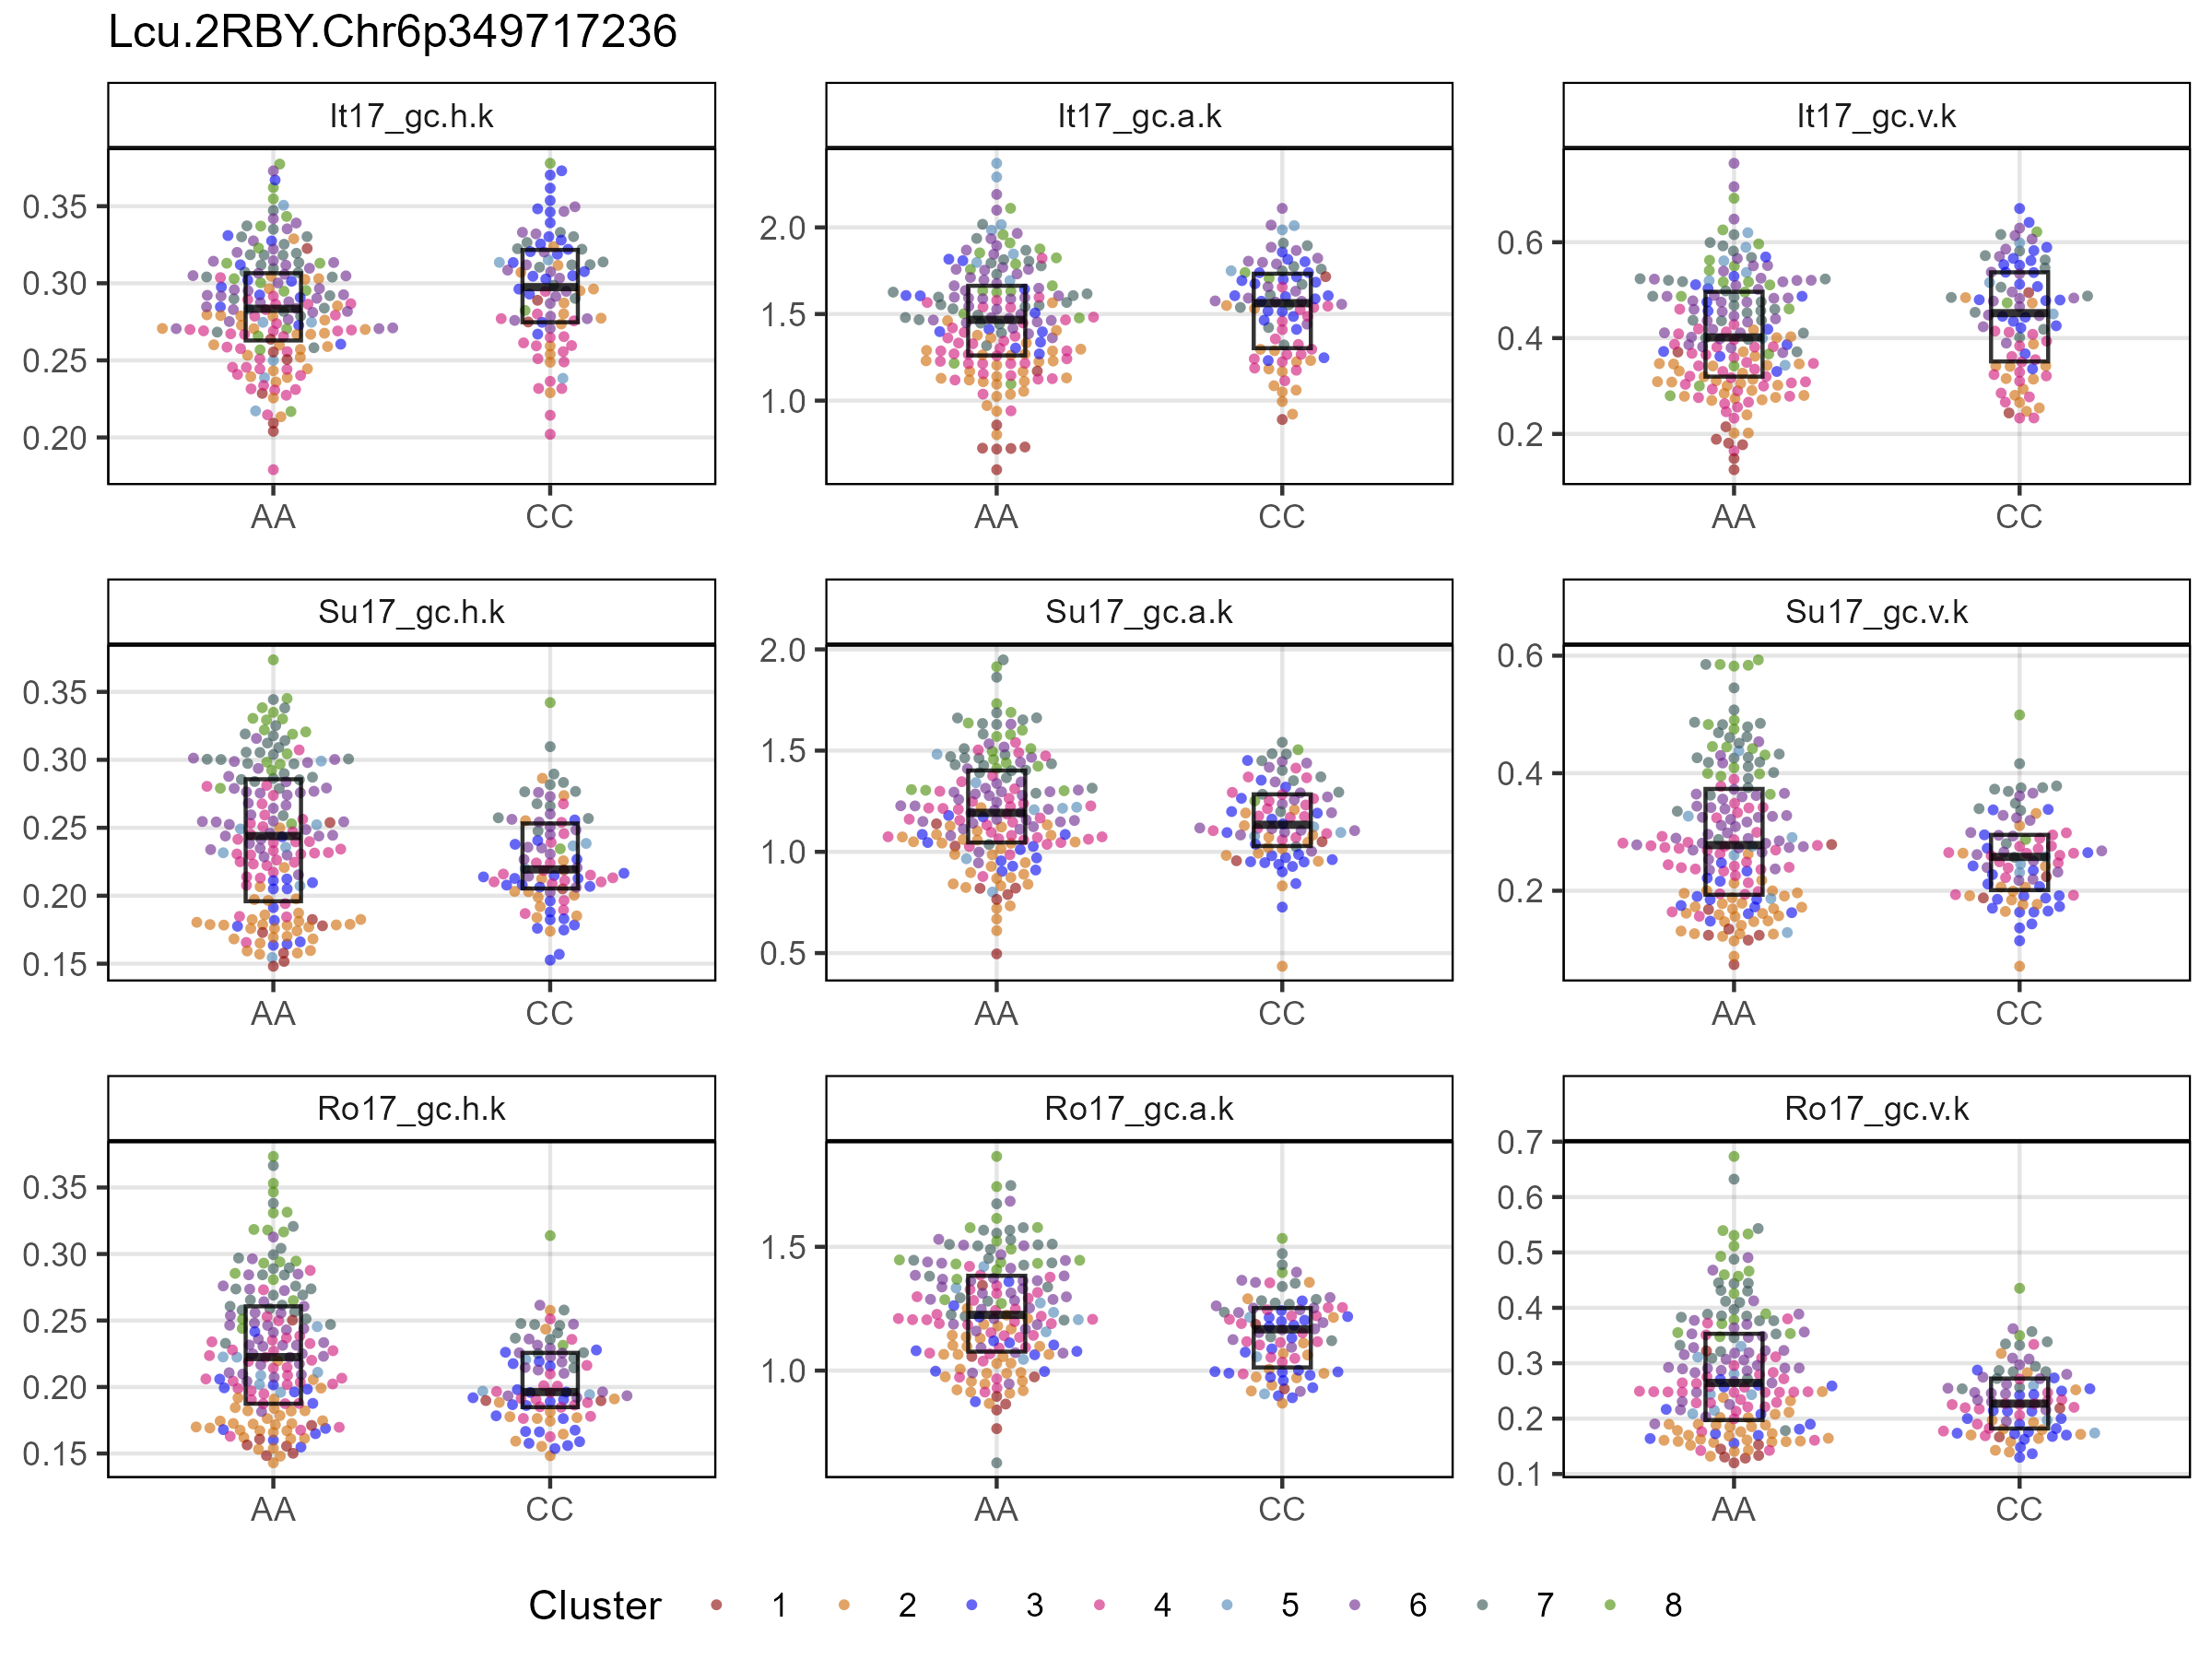 Lcu.2RBY.Chr6p349717236
It17_gc.h.k
It17_gc.a.k
It17_gc.v.k
0.35
0.30
0.25
0.20
AA
CC
2.0
1.5
1.0
AA
CC
0.6
0.4
0.2
AA
CC
Su17_gc.h.k
Su17_gc.a.k
Su17_gc.v.k
0.35
0.30
0.25
0.20
0.15
AA
CC
2.0
1.5
1.0
0.5
AA
CC
0.6
0.4
0.2
AA
CC
Ro17_gc.h.k
Ro17_gc.a.k
Ro17_gc.v.k
0.35
0.30
0.25
0.20
0.15
AA
CC
1.5
1.0
AA
CC
0.7
0.6
0.5
0.4
0.3
0.2
0.1
AA
CC
Cluster 1 2 3 4 5 6 7 8